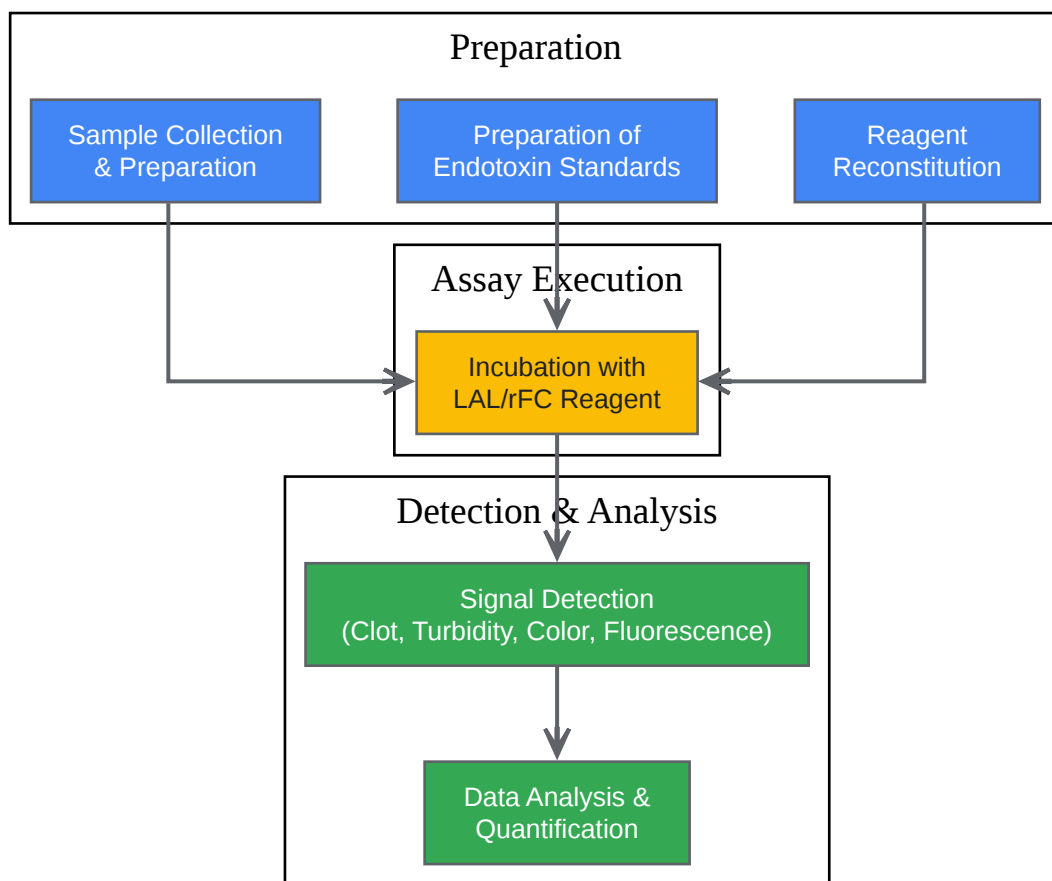 Preparation
Sample Collection
& Preparation
Preparation of
Endotoxin Standards
Reagent
Reconstitution
Assay Execution
Incubation with
LAL/rFC Reagent
Detection & Analysis
Signal Detection
(Clot, Turbidity, Color, Fluorescence)
Data Analysis &
Quantification